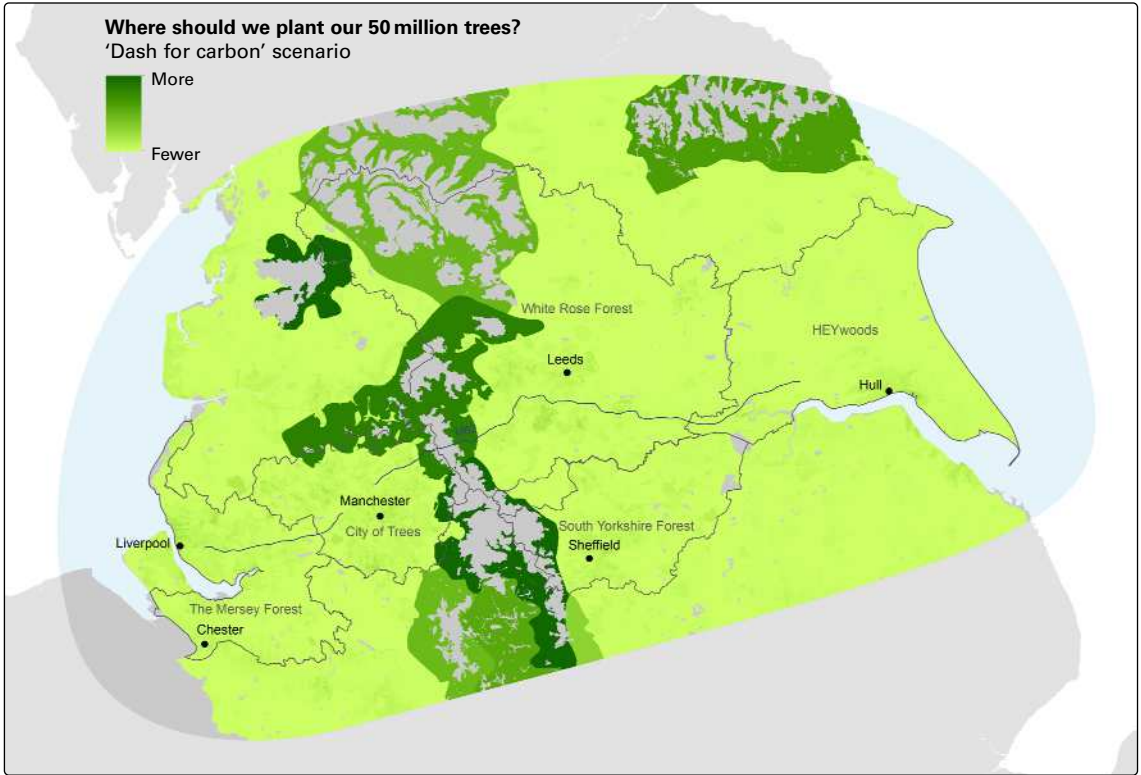 Where should we plant our 50 million trees?
‘Dash for carbon’ scenario
More
Fewer
White Rose Forest
HEYwoods
Leeds
Hull
Manchester
City of Trees
South Yorkshire Forest
Sheffield
Liverpool
The Mersey Forest
Chester